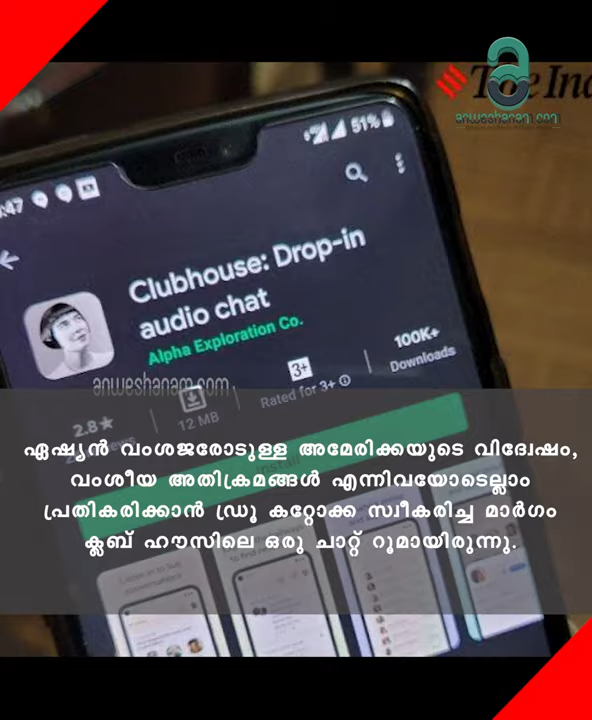 The Ind
anweshanam.com
:47
51%
Clubhouse: Drop-in
audio chat
Alpha Exploration Co.
anweshanam.com
2.8★
12 MB
3+
Rated for 3+
100K+
Downloads
ഏഷ്യൻ വംശജരോടുള്ള അമേരിക്കയുടെ വിദ്വേഷം,
വംശീയ അതിക്രമങ്ങൾ എന്നിവയോടെല്ലാം
പ്രതികരിക്കാൻ ഡ്രൂ കറ്റോക്ക സ്വീകരിച്ച മാർഗം
ക്ലബ് ഹൗസിലെ ഒരു ചാറ്റ് റൂമായിരുന്നു.